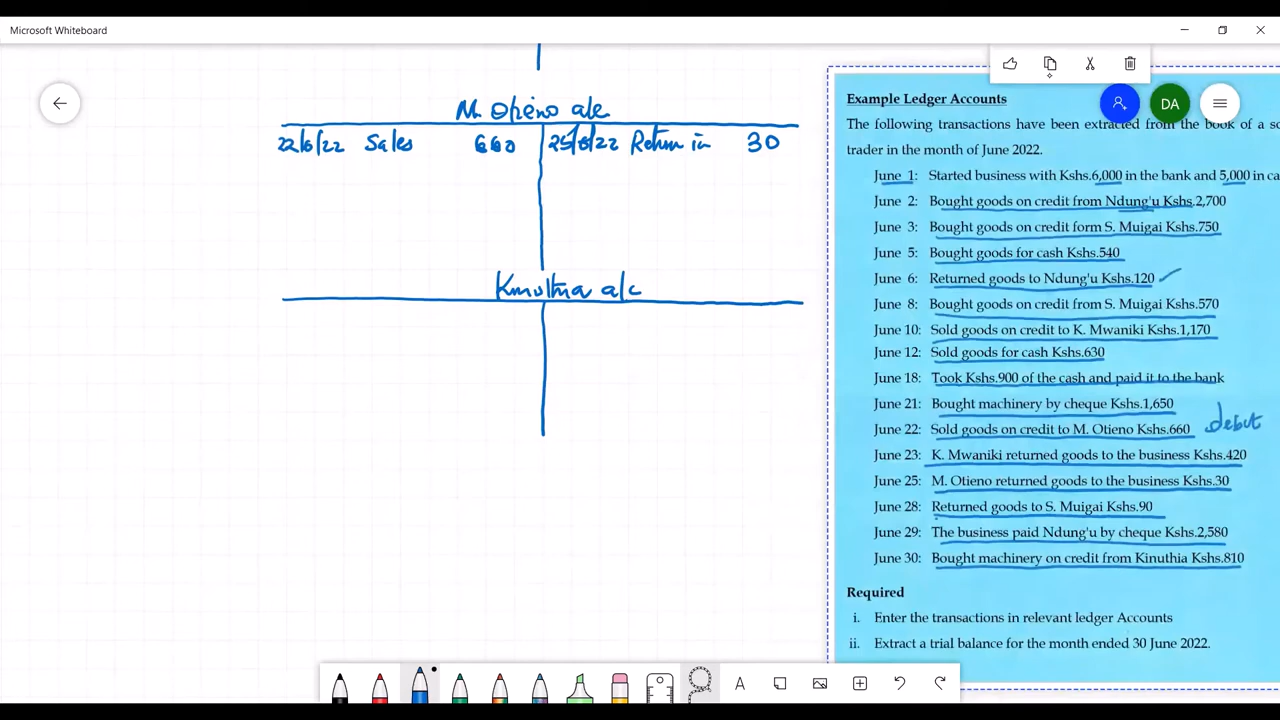 Microsoft Whiteboard
M. Otieno a/c
22/6/22 Sales 660 25/6/22 Return in 30
Kinuthia a/c
DA
Example Ledger Accounts
The following transactions have been extracted from the book of a so
trader in the month of June 2022.
June 1: Started business with Kshs.6,000 in the bank and 5,000 in ca
June 2: Bought goods on credit from Ndung'u Kshs.2,700
June 3: Bought goods on credit form S. Muigai Kshs.750
June 5: Bought goods for cash Kshs.540
June 6: Returned goods to Ndung'u Kshs.120
June 8: Bought goods on credit from S. Muigai Kshs.570
June 10: Sold goods on credit to K. Mwaniki Kshs.1,170
June 12: Sold goods for cash Kshs.630
June 18: Took Kshs.900 of the cash and paid it to the bank
June 21: Bought machinery by cheque Kshs.1,650
June 22: Sold goods on credit to M. Otieno Kshs.660 debit
June 23: K. Mwaniki returned goods to the business Kshs.420
June 25: M. Otieno returned goods to the business Kshs.30
June 28: Returned goods to S. Muigai Kshs.90
June 29: The business paid Ndung'u by cheque Kshs.2,580
June 30: Bought machinery on credit from Kinuthia Kshs.810
Required
i. Enter the transactions in relevant ledger Accounts
ii. Extract a trial balance for the month ended 30 June 2022.
A